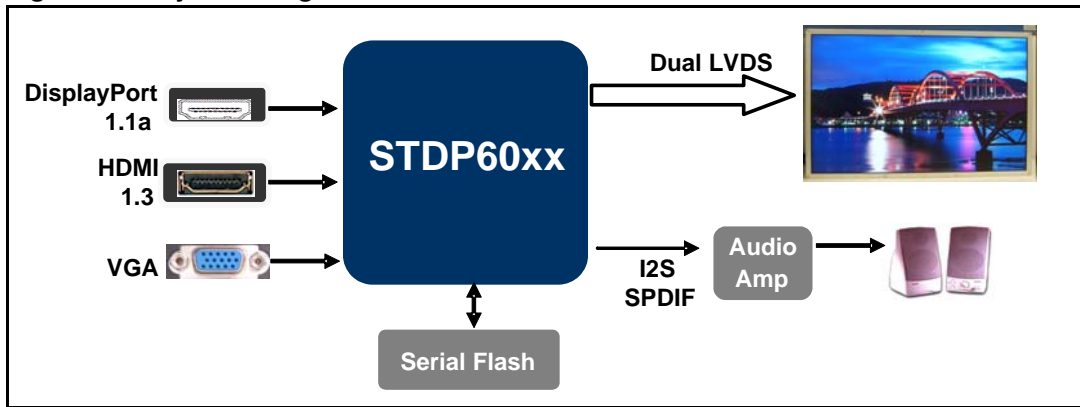 DisplayPort
1.1a
HDMI
1.3
VGA
STDP60xx
Dual LVDS
I2S
SPDIF
Audio
Amp
Serial Flash